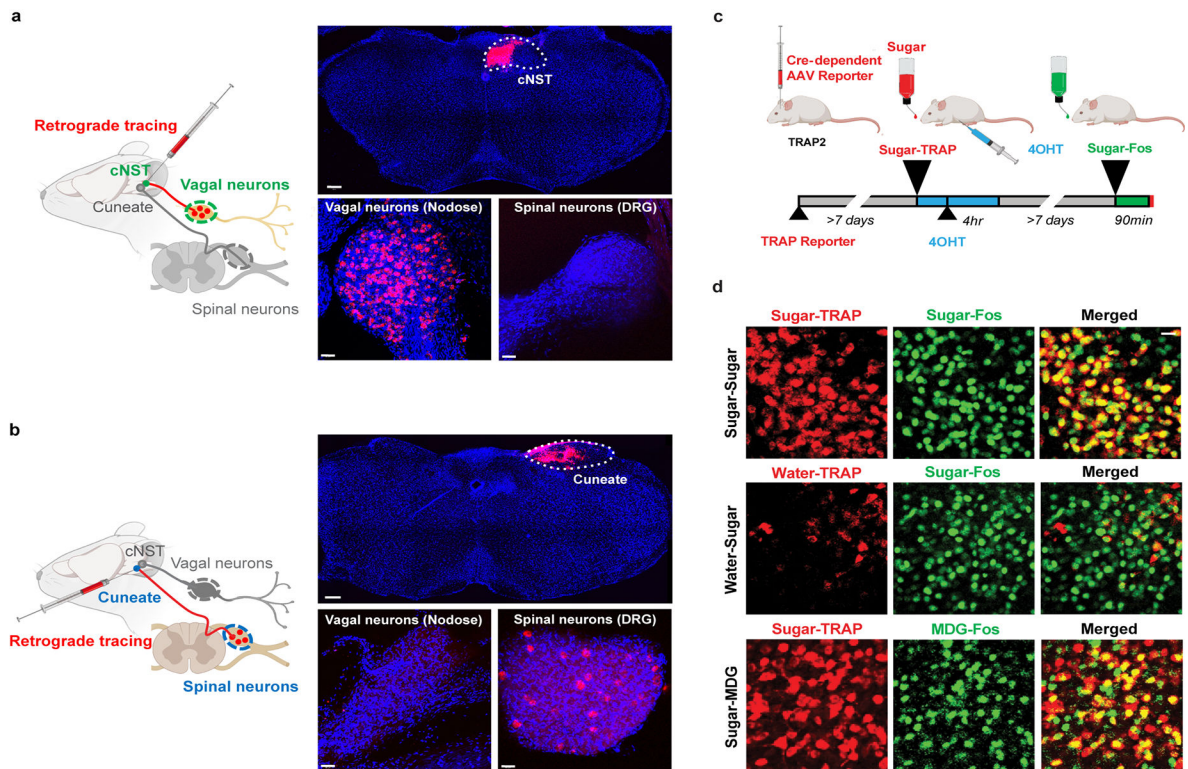 a
Retrograde tracing
cNST
Vagal neurons
Cuneate
Spinal neurons
cNST
Vagal neurons (Nodose)
Spinal neurons (DRG)
b
cNST
Vagal neurons
Cuneate
Retrograde tracing
Spinal neurons
Cuneate
Vagal neurons (Nodose)
Spinal neurons (DRG)
c
Cre-dependent
AAV Reporter
Sugar
TRAP2
Sugar-TRAP
4OHT
Sugar-Fos
>7 days
4hr
>7 days
90min
TRAP Reporter
4OHT
d
Sugar-TRAP
Sugar-Fos
Merged
Sugar-Sugar
Water-TRAP
Sugar-Fos
Merged
Water-Sugar
Sugar-TRAP
MDG-Fos
Merged
Sugar-MDG